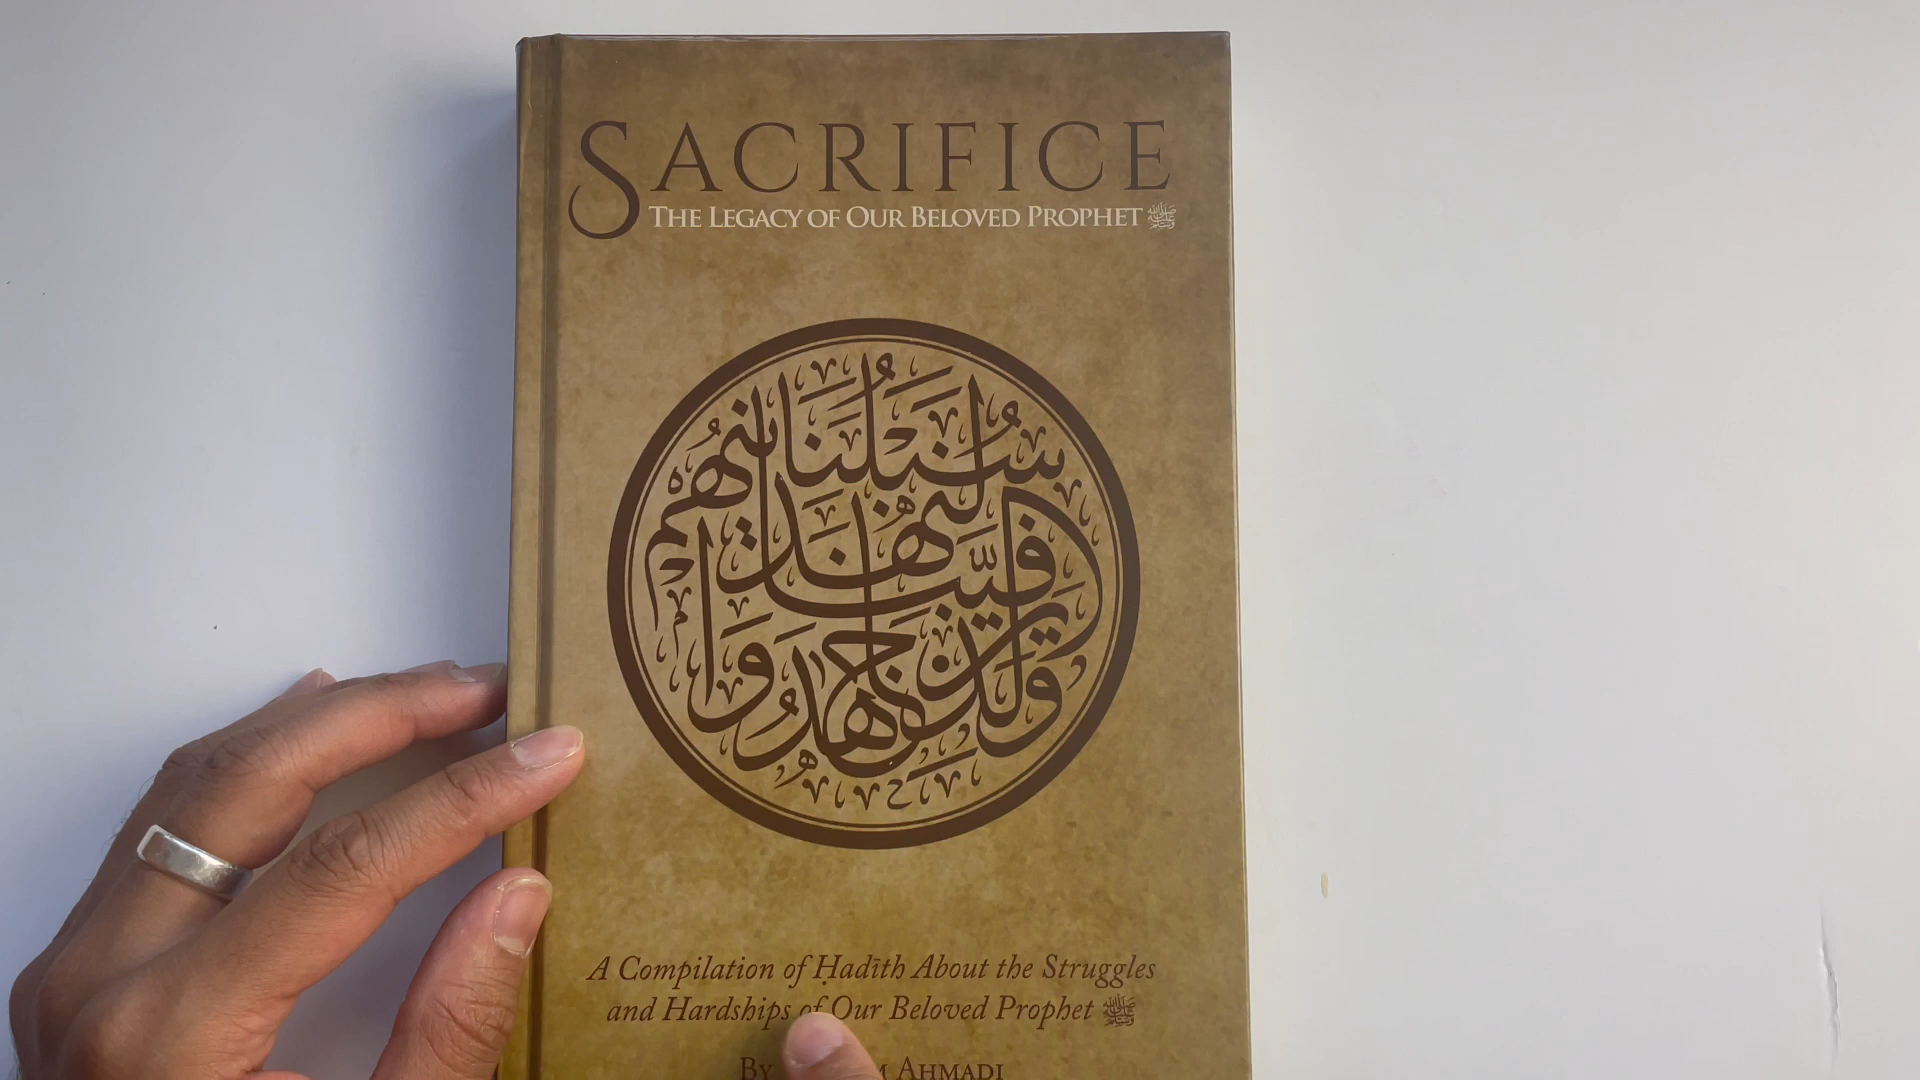 SACRIFICE
THE LEGACY OF OUR BELOVED PROPHET ﷺ
والذين جاهدوا فينا لنهدينهم سبلنا
A Compilation of Ḥadīth About the Struggles
and Hardships of Our Beloved Prophet ﷺ
BY AHMADI